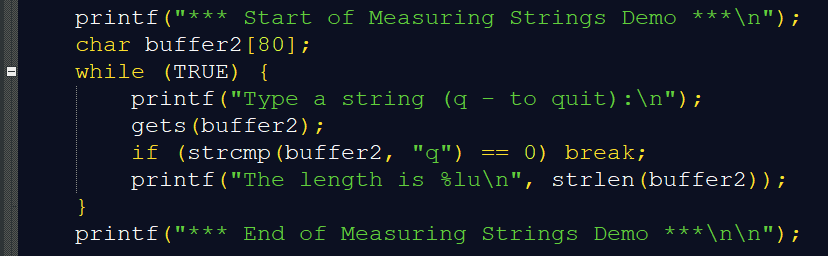 printf("*** Start of Measuring Strings Demo ***\n");
char buffer2[80];
while (TRUE) {
    printf("Type a string (q - to quit):\n");
    gets(buffer2);
    if (strcmp(buffer2, "q") == 0) break;
    printf("The length is %lu\n", strlen(buffer2));
}
printf("*** End of Measuring Strings Demo ***\n\n");